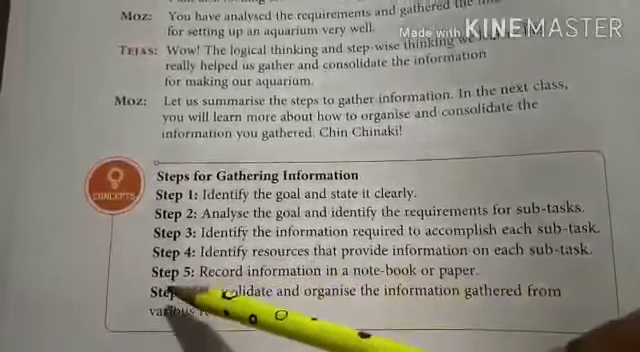 Moz: You have analysed the requirements and gathered the
for setting up an aquarium very well.
Made with KINEMASTER
Tejas: Wow! The logical thinking and step-wise thinking we
really helped us gather and consolidate the information
for making our aquarium.
Moz: Let us summarise the steps to gather information. In the next class,
you will learn more about how to organise and consolidate the
information you gathered. Chin Chinaki!
CONCEPTS
Steps for Gathering Information
Step 1: Identify the goal and state it clearly.
Step 2: Analyse the goal and identify the requirements for sub-tasks.
Step 3: Identify the information required to accomplish each sub-task.
Step 4: Identify resources that provide information on each sub-task.
Step 5: Record information in a note-book or paper.
and organise the information gathered from
various